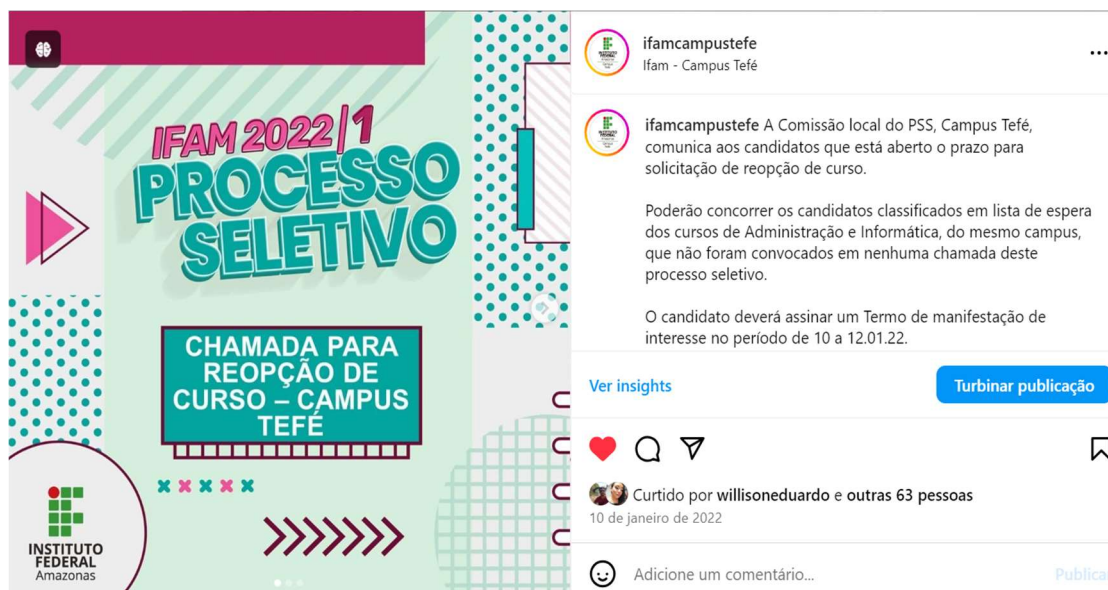 IFAM 2022/1
PROCESSO
SELETIVO
CHAMADA PARA
REOPÇÃO DE
CURSO – CAMPUS
TEFÉ
INSTITUTO
FEDERAL
Amazonas
ifamcampustefe
Ifam - Campus Tefé
ifamcampustefe A Comissão local do PSS, Campus Tefé,
comunica aos candidatos que está aberto o prazo para
solicitação de reopção de curso.
Poderão concorrer os candidatos classificados em lista de espera
dos cursos de Administração e Informática, do mesmo campus,
que não foram convocados em nenhuma chamada deste
processo seletivo.
O candidato deverá assinar um Termo de manifestação de
interesse no período de 10 a 12.01.22.
Ver insights
Turbinar publicação
Curtido por willisoneduardo e outras 63 pessoas
10 de janeiro de 2022
Adicione um comentário...
Publica